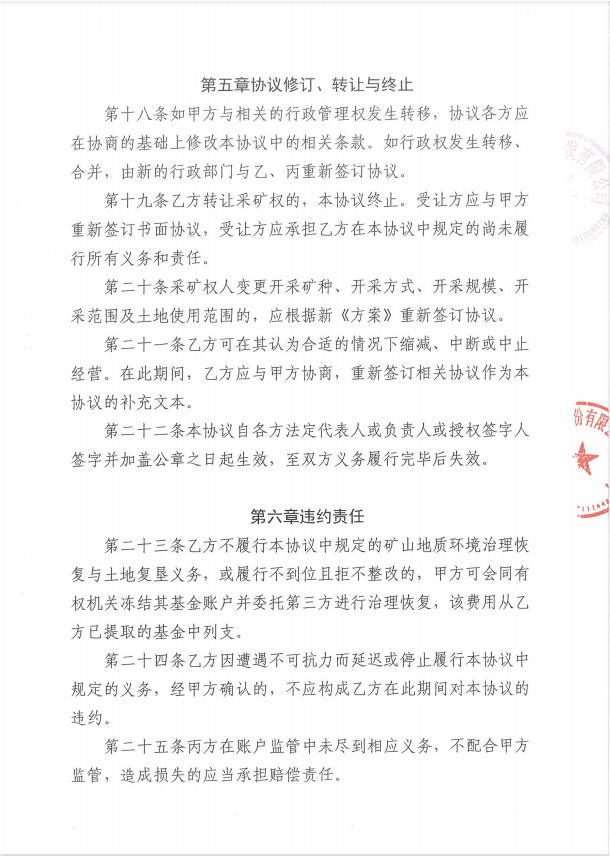 第五章协议修订、转让与终止
第十八条如甲方与相关的行政管理权发生转移，协议各方应
在协商的基础上修改本协议中的相关条款。如行政权发生转移、
合并，由新的行政部门与乙、丙重新签订协议。
第十九条乙方转让采矿权的，本协议终止。受让方应与甲方
重新签订书面协议，受让方应承担乙方在本协议中规定的尚未履
行所有义务和责任。
第二十条采矿权人变更开采矿种、开采方式、开采规模、开
采范围及土地使用范围的，应根据新《方案》重新签订协议。
第二十一条乙方可在其认为合适的情况下缩减、中断或中止
经营。在此期间，乙方应与甲方协商，重新签订相关协议作为本
协议的补充文本。
第二十二条本协议自各方法定代表人或负责人或授权签字人
签字并加盖公章之日起生效，至双方义务履行完毕后失效。
第六章违约责任
第二十三条乙方不履行本协议中规定的矿山地质环境治理恢
复与土地复垦义务，或履行不到位且拒不整改的，甲方可会同有
权机关冻结其基金账户并委托第三方进行治理恢复，该费用从乙
方已提取的基金中列支。
第二十四条乙方因遭遇不可抗力而延迟或停止履行本协议中
规定的义务，经甲方确认的，不应构成乙方在此期间对本协议的
违约。
第二十五条丙方在账户监管中未尽到相应义务，不配合甲方
监管，造成损失的应当承担赔偿责任。
有限公司
份有限